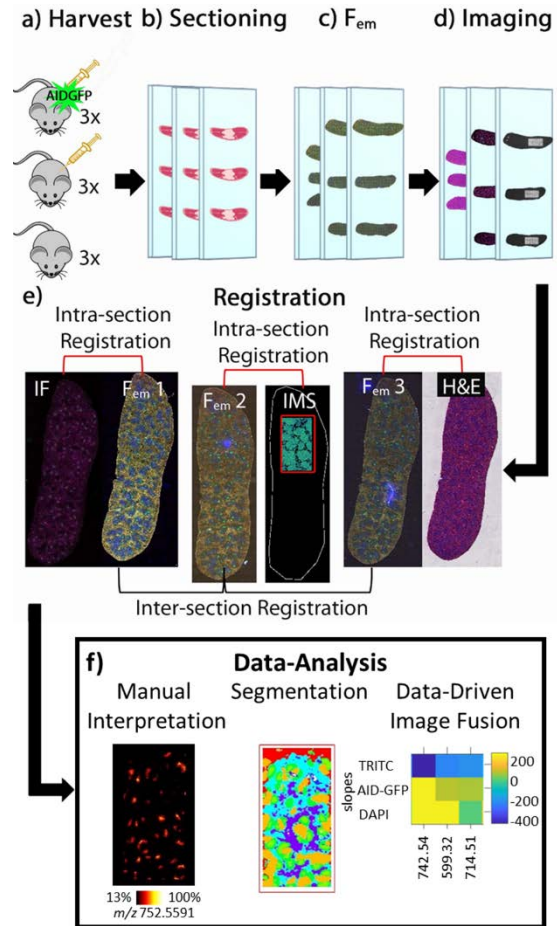 a) Harvest b) Sectioning c) Fem d) Imaging
AIDGFP
3x
3x
3x
e) Registration
Intra-section
Registration
Intra-section
Registration
Intra-section
Registration
IF Fem 1 Fem 2 IMS Fem 3 H&E
Inter-section Registration
f) Data-Analysis
Manual
Interpretation
Segmentation
Data-Driven
Image Fusion
13% 100%
m/z 752.5591
slopes
TRITC
AID-GFP
DAPI
200
0
-200
-400
742.54
599.32
714.51